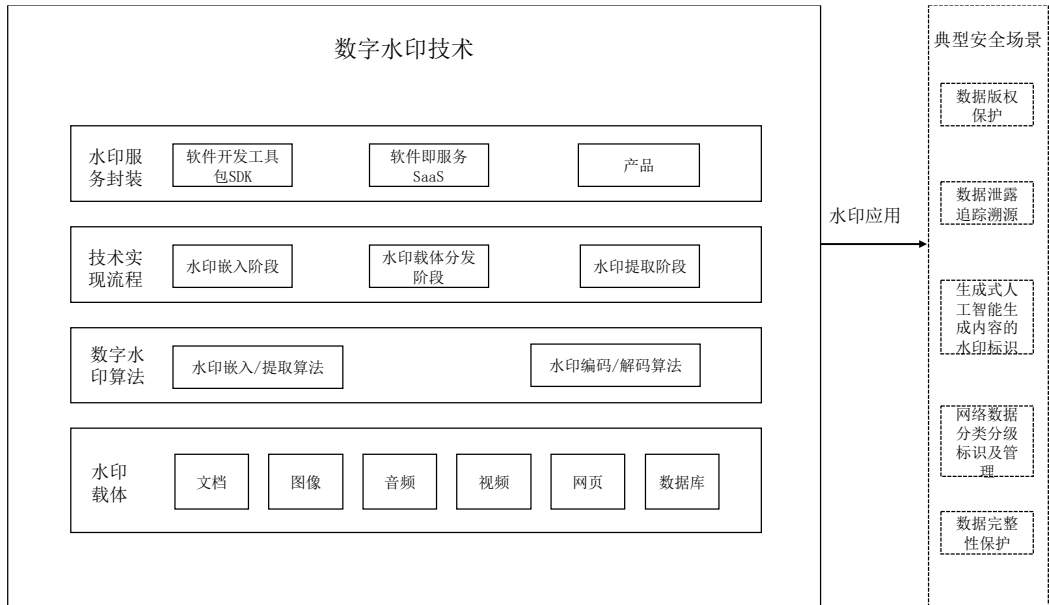 数字水印技术
水印服
务封装
软件开发工具
包SDK
软件即服务
SaaS
产品
技术实
现流程
水印嵌入阶段
水印载体分发
阶段
水印提取阶段
数字水
印算法
水印嵌入/提取算法
水印编码/解码算法
水印
载体
文档
图像
音频
视频
网页
数据库
水印应用
典型安全场景
数据版权
保护
数据泄露
追踪溯源
生成式人
工智能生
成内容的
水印标识
网络数据
分类分级
标识及管
理
数据完整
性保护